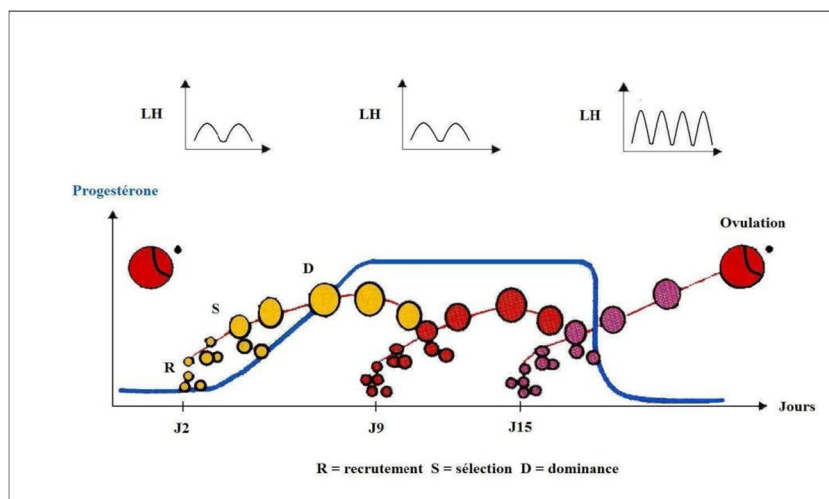 LH
LH
LH
Progestérone
Ovulation
D
S
R
Jours
J2
J9
J15
R = recrutement S = sélection D = dominance